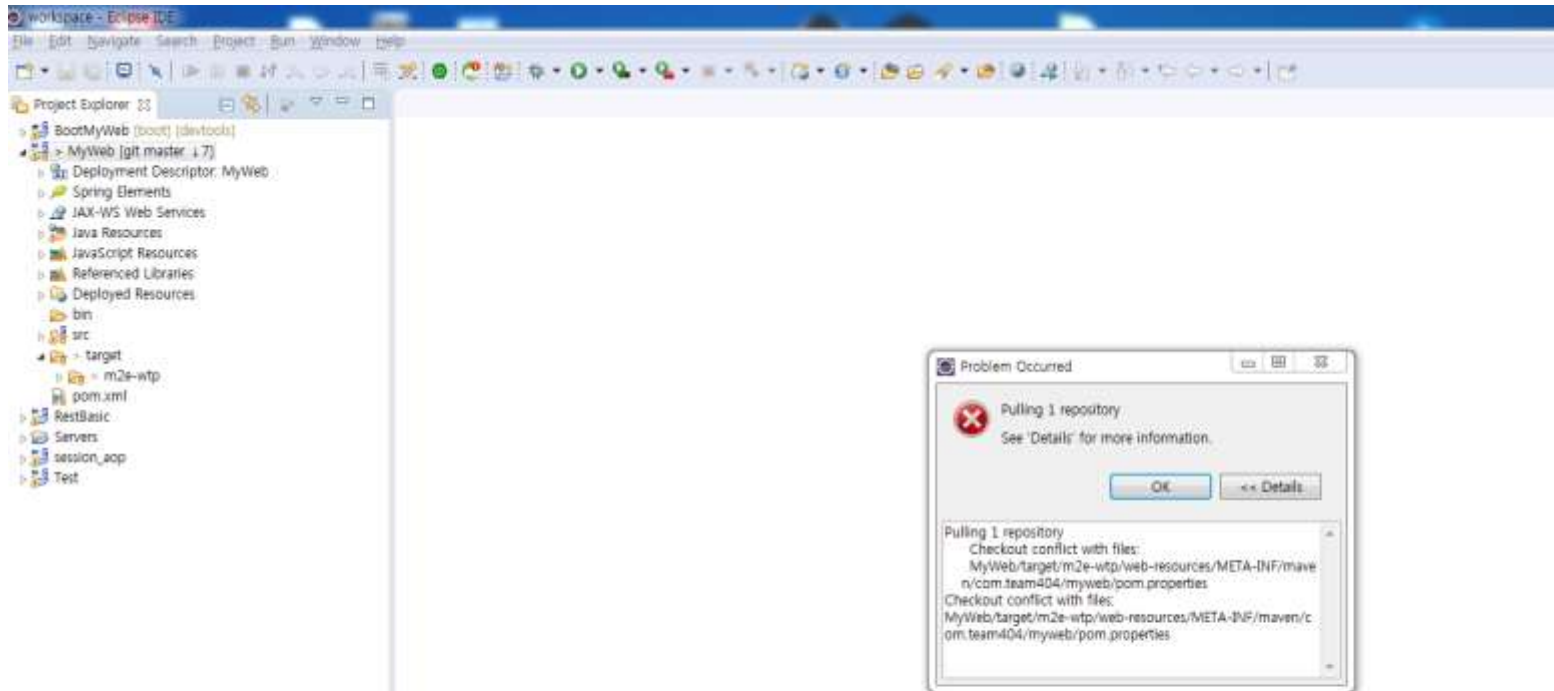 workspace - Eclipse IDE
File Edit Navigate Search Project Run Window Help
Project Explorer
BootMyWeb [boot] [devtools]
> MyWeb [git master ↓7]
Deployment Descriptor: MyWeb
Spring Elements
JAX-WS Web Services
Java Resources
JavaScript Resources
Referenced Libraries
Deployed Resources
bin
src
> target
> m2e-wtp
pom.xml
RestBasic
Servers
session_aop
Test
Problem Occurred
Pulling 1 repository
See 'Details' for more information.
OK
<< Details
Pulling 1 repository
Checkout conflict with files:
MyWeb/target/m2e-wtp/web-resources/META-INF/mave
n/com.team404/myweb/pom.properties
Checkout conflict with files:
MyWeb/target/m2e-wtp/web-resources/META-INF/maven/c
om.team404/myweb/pom.properties